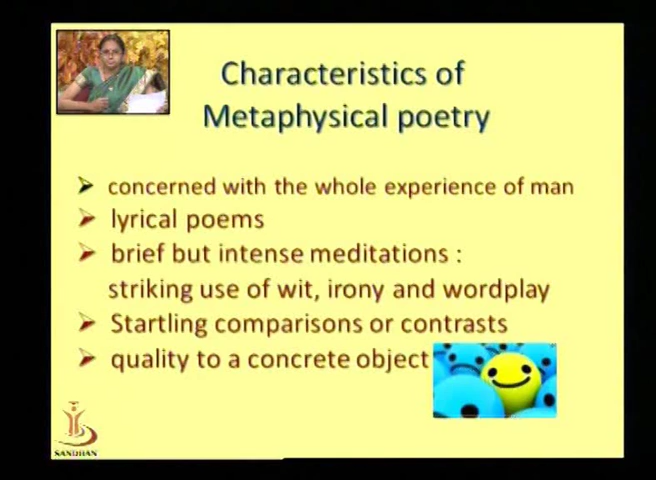 Characteristics of
Metaphysical poetry
concerned with the whole experience of man
lyrical poems
brief but intense meditations :
striking use of wit, irony and wordplay
Startling comparisons or contrasts
quality to a concrete object
SANDHAN